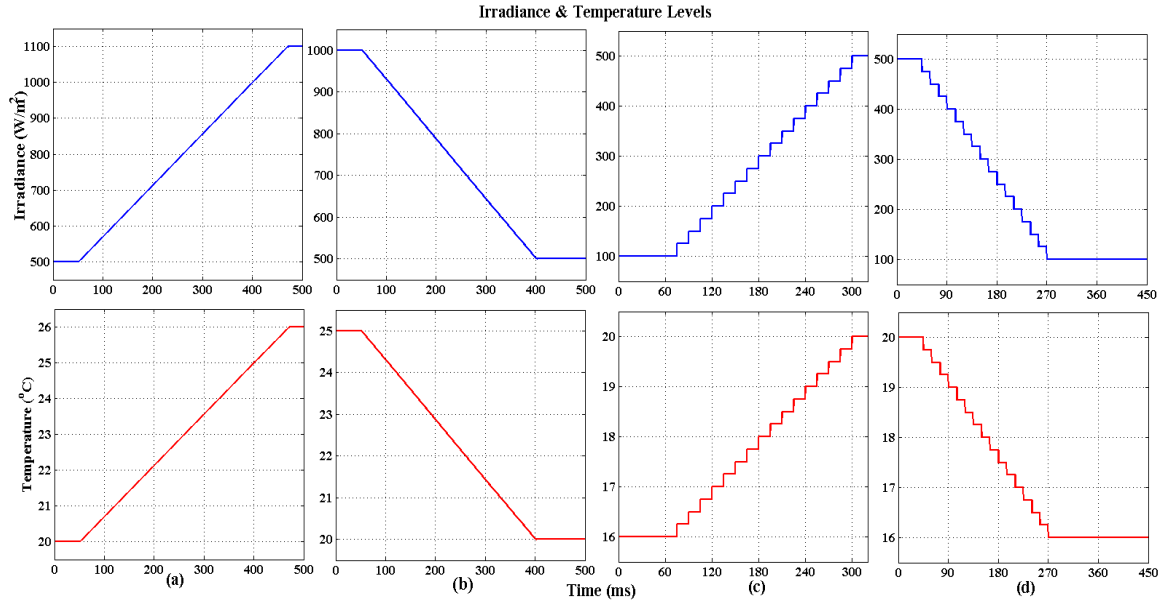 Irradiance & Temperature Levels
Irradiance (W/m²)
1100
1000
900
800
700
600
500
0 100 200 300 400 500
1000
900
800
700
600
500
0 100 200 300 400 500
500
400
300
200
100
0 60 120 180 240 300
500
400
300
200
100
0 90 180 270 360 450
Temperature (°C)
26
25
24
23
22
21
20
0 100 200 300 400 500
(a)
25
24
23
22
21
20
0 100 200 300 400 500
(b)
20
19
18
17
16
0 60 120 180 240 300
(c)
20
19
18
17
16
0 90 180 270 360 450
(d)
Time (ms)